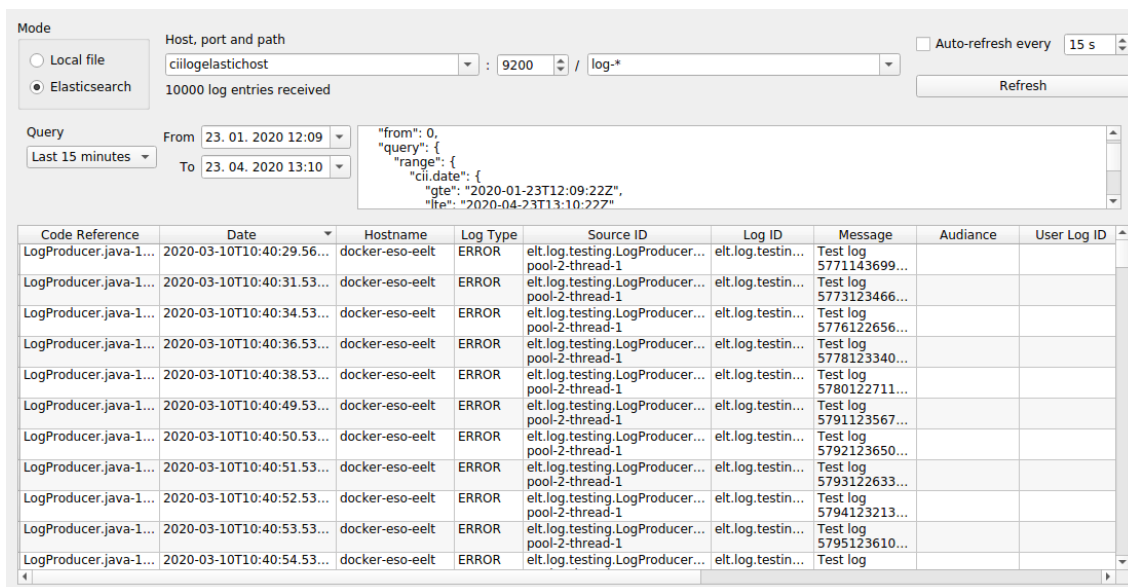 Mode
Local file
Elasticsearch
Host, port and path
ciilogelastichost : 9200 / log-*
10000 log entries received
Auto-refresh every 15 s
Refresh
Query
Last 15 minutes
From 23. 01. 2020 12:09
To 23. 04. 2020 13:10
"from": 0,
"query": {
"range": {
"cii.date": {
"gte": "2020-01-23T12:09:22Z",
"lte": "2020-04-23T13:10:22Z"
Code Reference Date Hostname Log Type Source ID Log ID Message Audiance User Log ID
LogProducer.java-1... 2020-03-10T10:40:29.56... docker-eso-eelt ERROR elt.log.testing.LogProducer... elt.log.testin... Test log
pool-2-thread-1 5771143699...
LogProducer.java-1... 2020-03-10T10:40:31.53... docker-eso-eelt ERROR elt.log.testing.LogProducer... elt.log.testin... Test log
pool-2-thread-1 5773123466...
LogProducer.java-1... 2020-03-10T10:40:34.53... docker-eso-eelt ERROR elt.log.testing.LogProducer... elt.log.testin... Test log
pool-2-thread-1 5776122656...
LogProducer.java-1... 2020-03-10T10:40:36.53... docker-eso-eelt ERROR elt.log.testing.LogProducer... elt.log.testin... Test log
pool-2-thread-1 5778123340...
LogProducer.java-1... 2020-03-10T10:40:38.53... docker-eso-eelt ERROR elt.log.testing.LogProducer... elt.log.testin... Test log
pool-2-thread-1 5780122711...
LogProducer.java-1... 2020-03-10T10:40:49.53... docker-eso-eelt ERROR elt.log.testing.LogProducer... elt.log.testin... Test log
pool-2-thread-1 5791123567...
LogProducer.java-1... 2020-03-10T10:40:50.53... docker-eso-eelt ERROR elt.log.testing.LogProducer... elt.log.testin... Test log
pool-2-thread-1 5792123650...
LogProducer.java-1... 2020-03-10T10:40:51.53... docker-eso-eelt ERROR elt.log.testing.LogProducer... elt.log.testin... Test log
pool-2-thread-1 5793122633...
LogProducer.java-1... 2020-03-10T10:40:52.53... docker-eso-eelt ERROR elt.log.testing.LogProducer... elt.log.testin... Test log
pool-2-thread-1 5794123213...
LogProducer.java-1... 2020-03-10T10:40:53.53... docker-eso-eelt ERROR elt.log.testing.LogProducer... elt.log.testin... Test log
pool-2-thread-1 5795123610...
LogProducer.java-1... 2020-03-10T10:40:54.53... docker-eso-eelt ERROR elt.log.testing.LogProducer... elt.log.testin... Test log